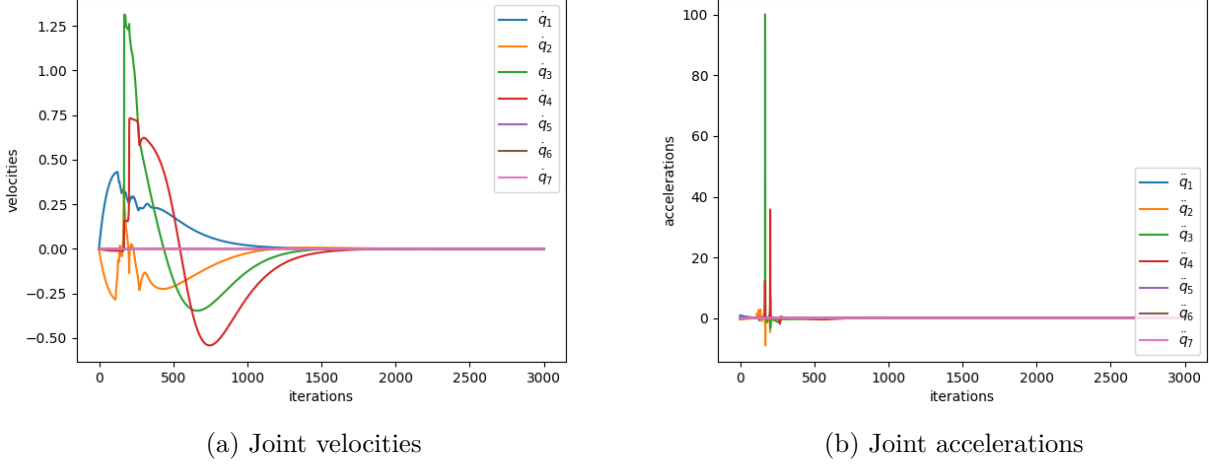 velocities
1.25
1.00
0.75
0.50
0.25
0.00
−0.25
−0.50
0 500 1000 1500 2000 2500 3000
iterations
q̇₁
q̇₂
q̇₃
q̇₄
q̇₅
q̇₆
q̇₇
(a) Joint velocities
accelerations
100
80
60
40
20
0
0 500 1000 1500 2000 2500 3000
iterations
q̈₁
q̈₂
q̈₃
q̈₄
q̈₅
q̈₆
q̈₇
(b) Joint accelerations